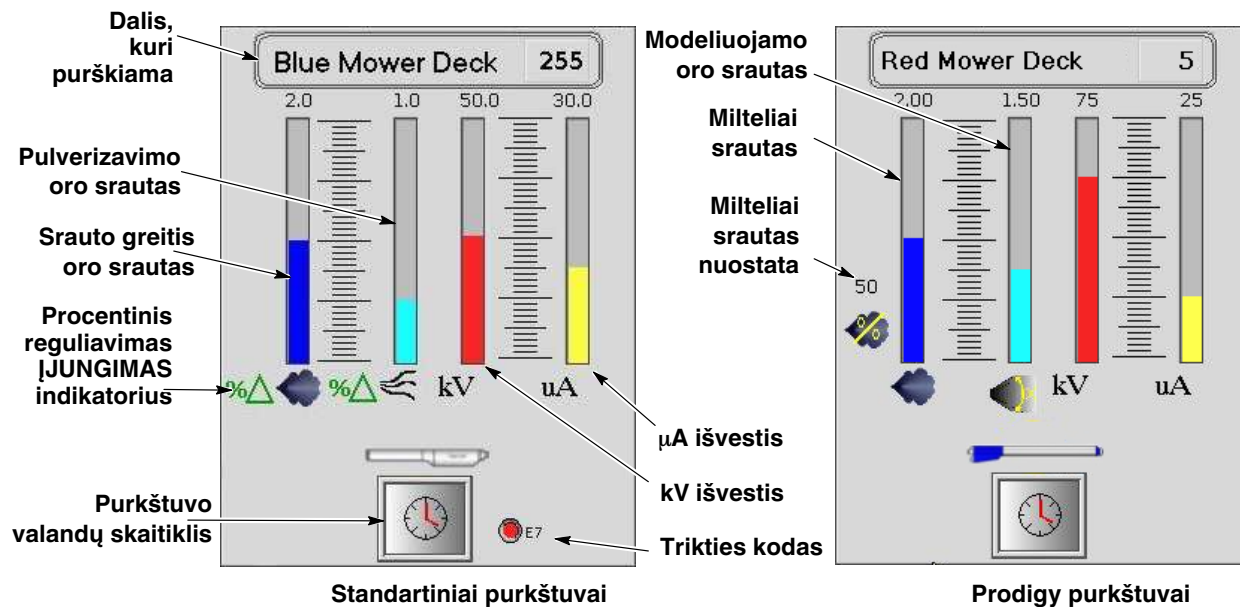 Dalis,
kuri
purškiama
Blue Mower Deck 255
2.0 1.0 50.0 30.0
Pulverizavimo
oro srautas
Srauto greitis
oro srautas
Procentinis
reguliavimas
ĮJUNGIMAS
indikatorius
%△ %△ kV uA
Purkštuvo
valandų skaitiklis
E7
Standartiniai purkštuvai
Modeliuojamo
oro srautas
Milteliai
srautas
Milteliai
srautas
nuostata
µA išvestis
kV išvestis
Trikties kodas
Red Mower Deck 5
2.00 1.50 75 25
50
%
kV uA
Prodigy purkštuvai